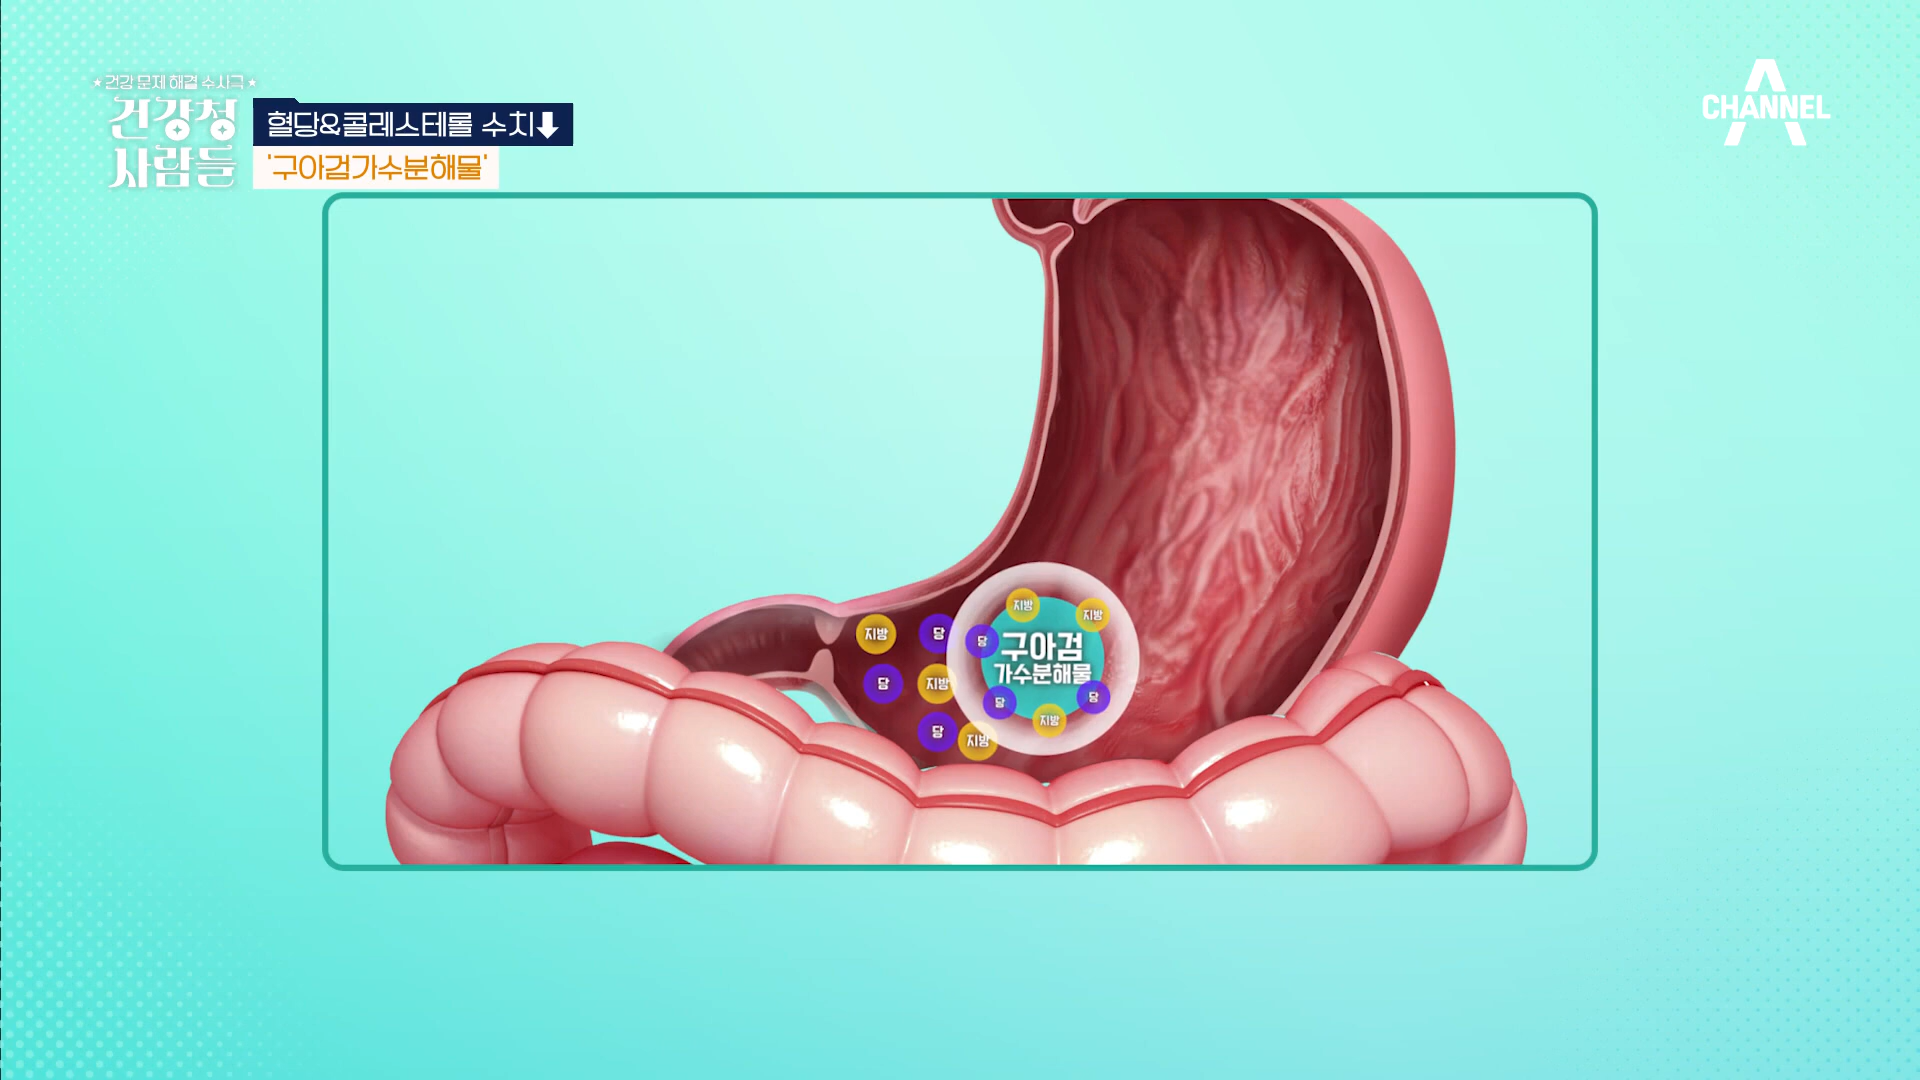 ★건강 문제 해결 수사극★
건강청
사람들
혈당&콜레스테롤 수치⬇
'구아검가수분해물'
CHANNEL A
지방
지방
지방
당
당
구아검
가수분해물
당
지방
당
당
지방
당
지방